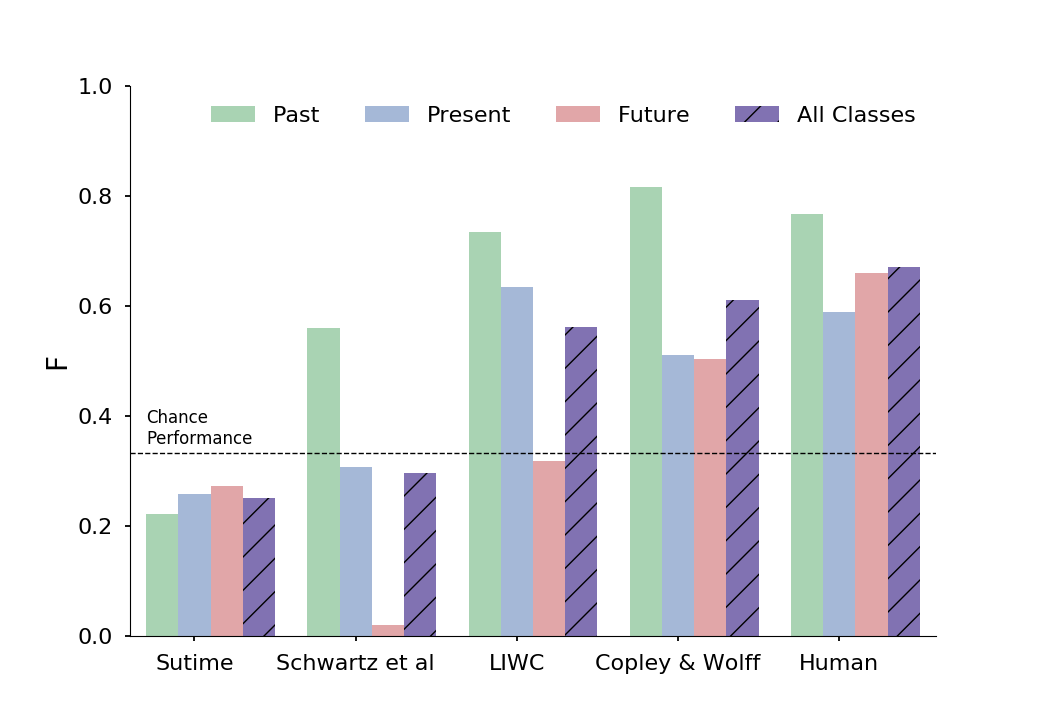 1.0
Past Present Future All Classes
0.8
0.6
F
0.4
Chance
Performance
0.2
0.0
Sutime Schwartz et al LIWC Copley & Wolff Human